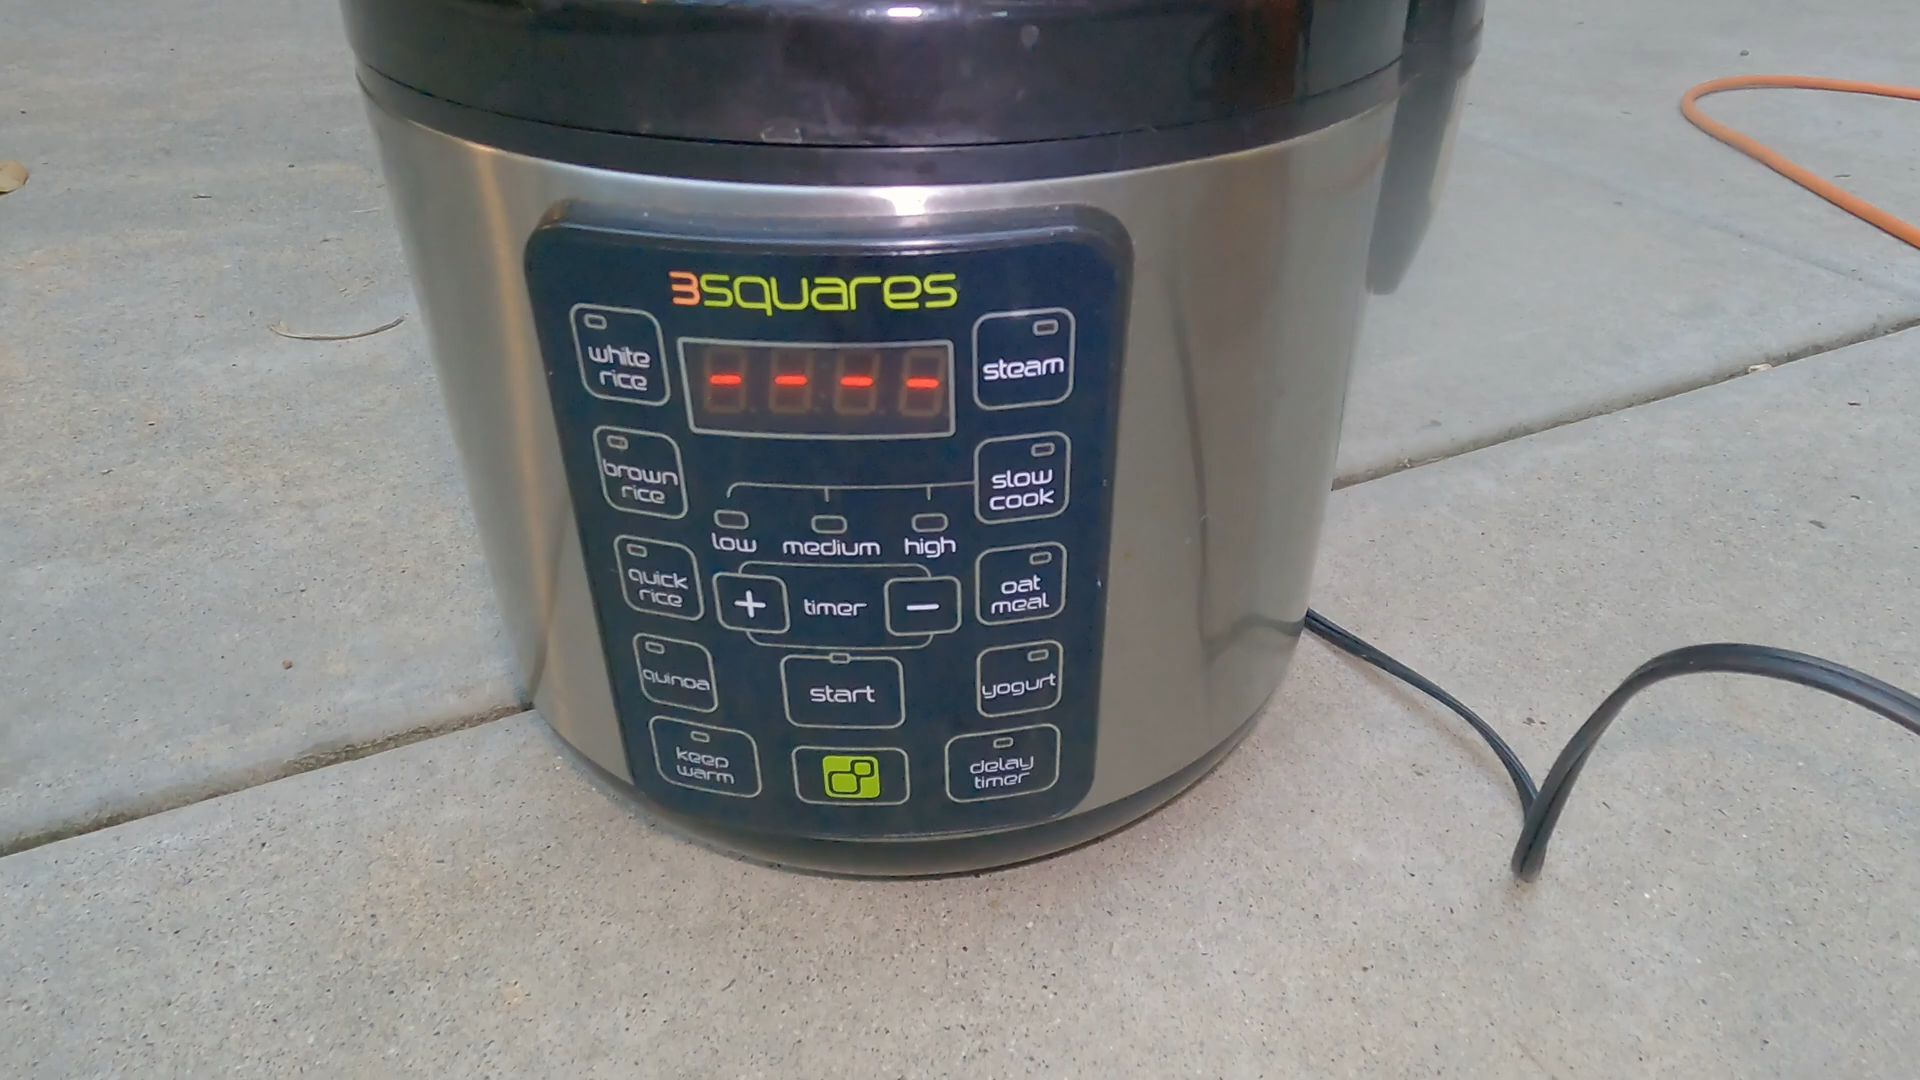 3squares
white
rice
- - - -
steam
brown
rice
slow
cook
low medium high
quick
rice
+ timer -
oat
meal
quinoa
start
yogurt
keep
warm
delay
timer